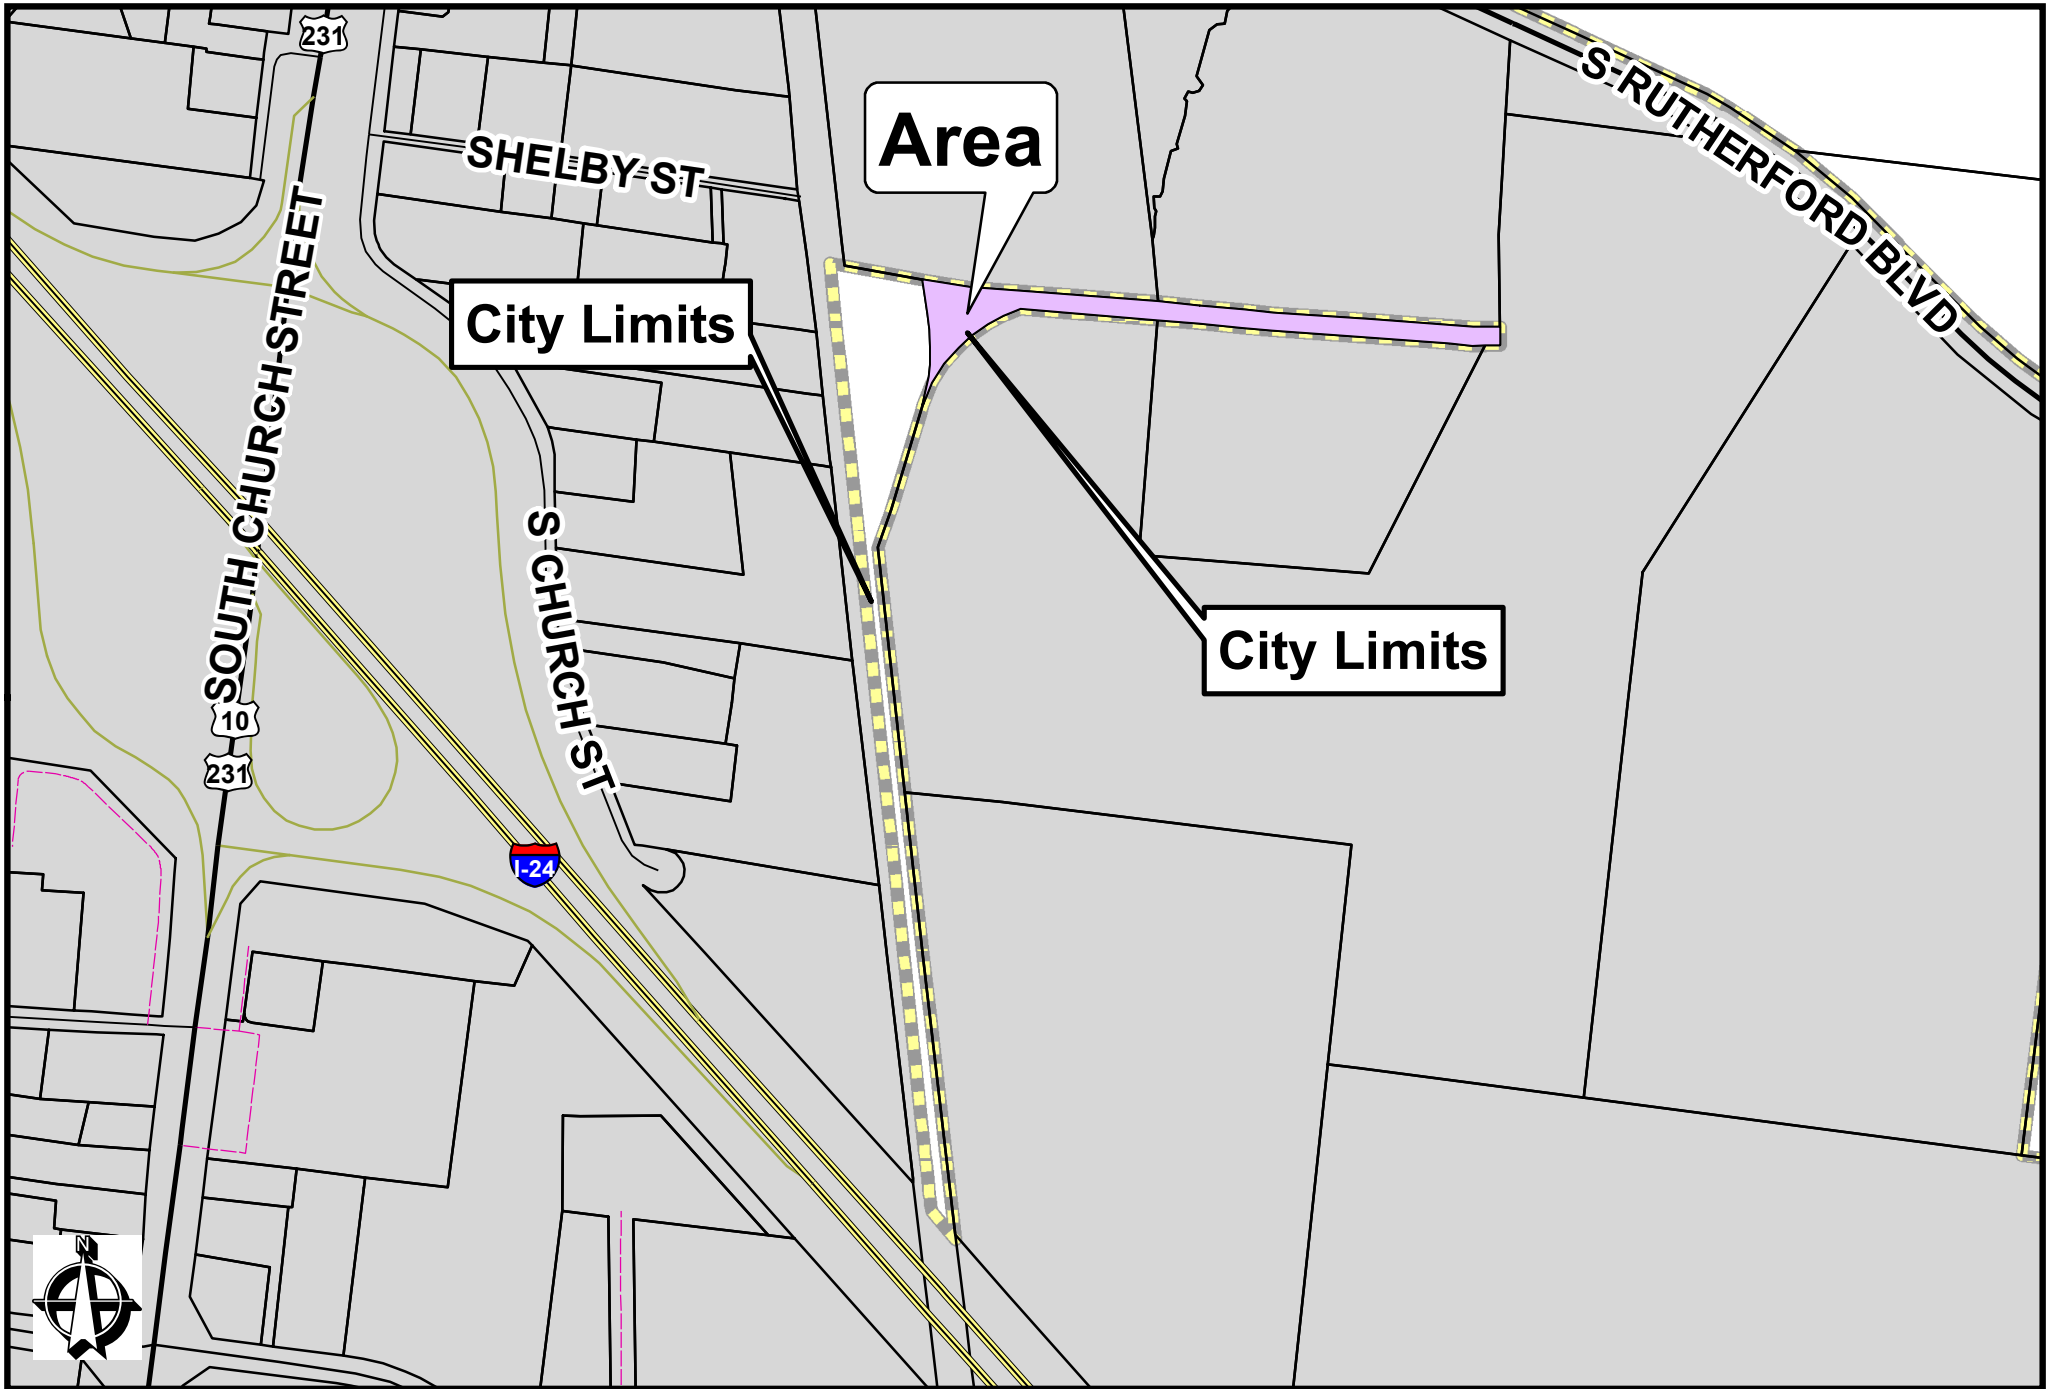 231
S RUTHERFORD BLVD
Area
SHELBY ST
City Limits
SOUTH CHURCH STREET
S CHURCH ST
City Limits
10
231
I-24
N